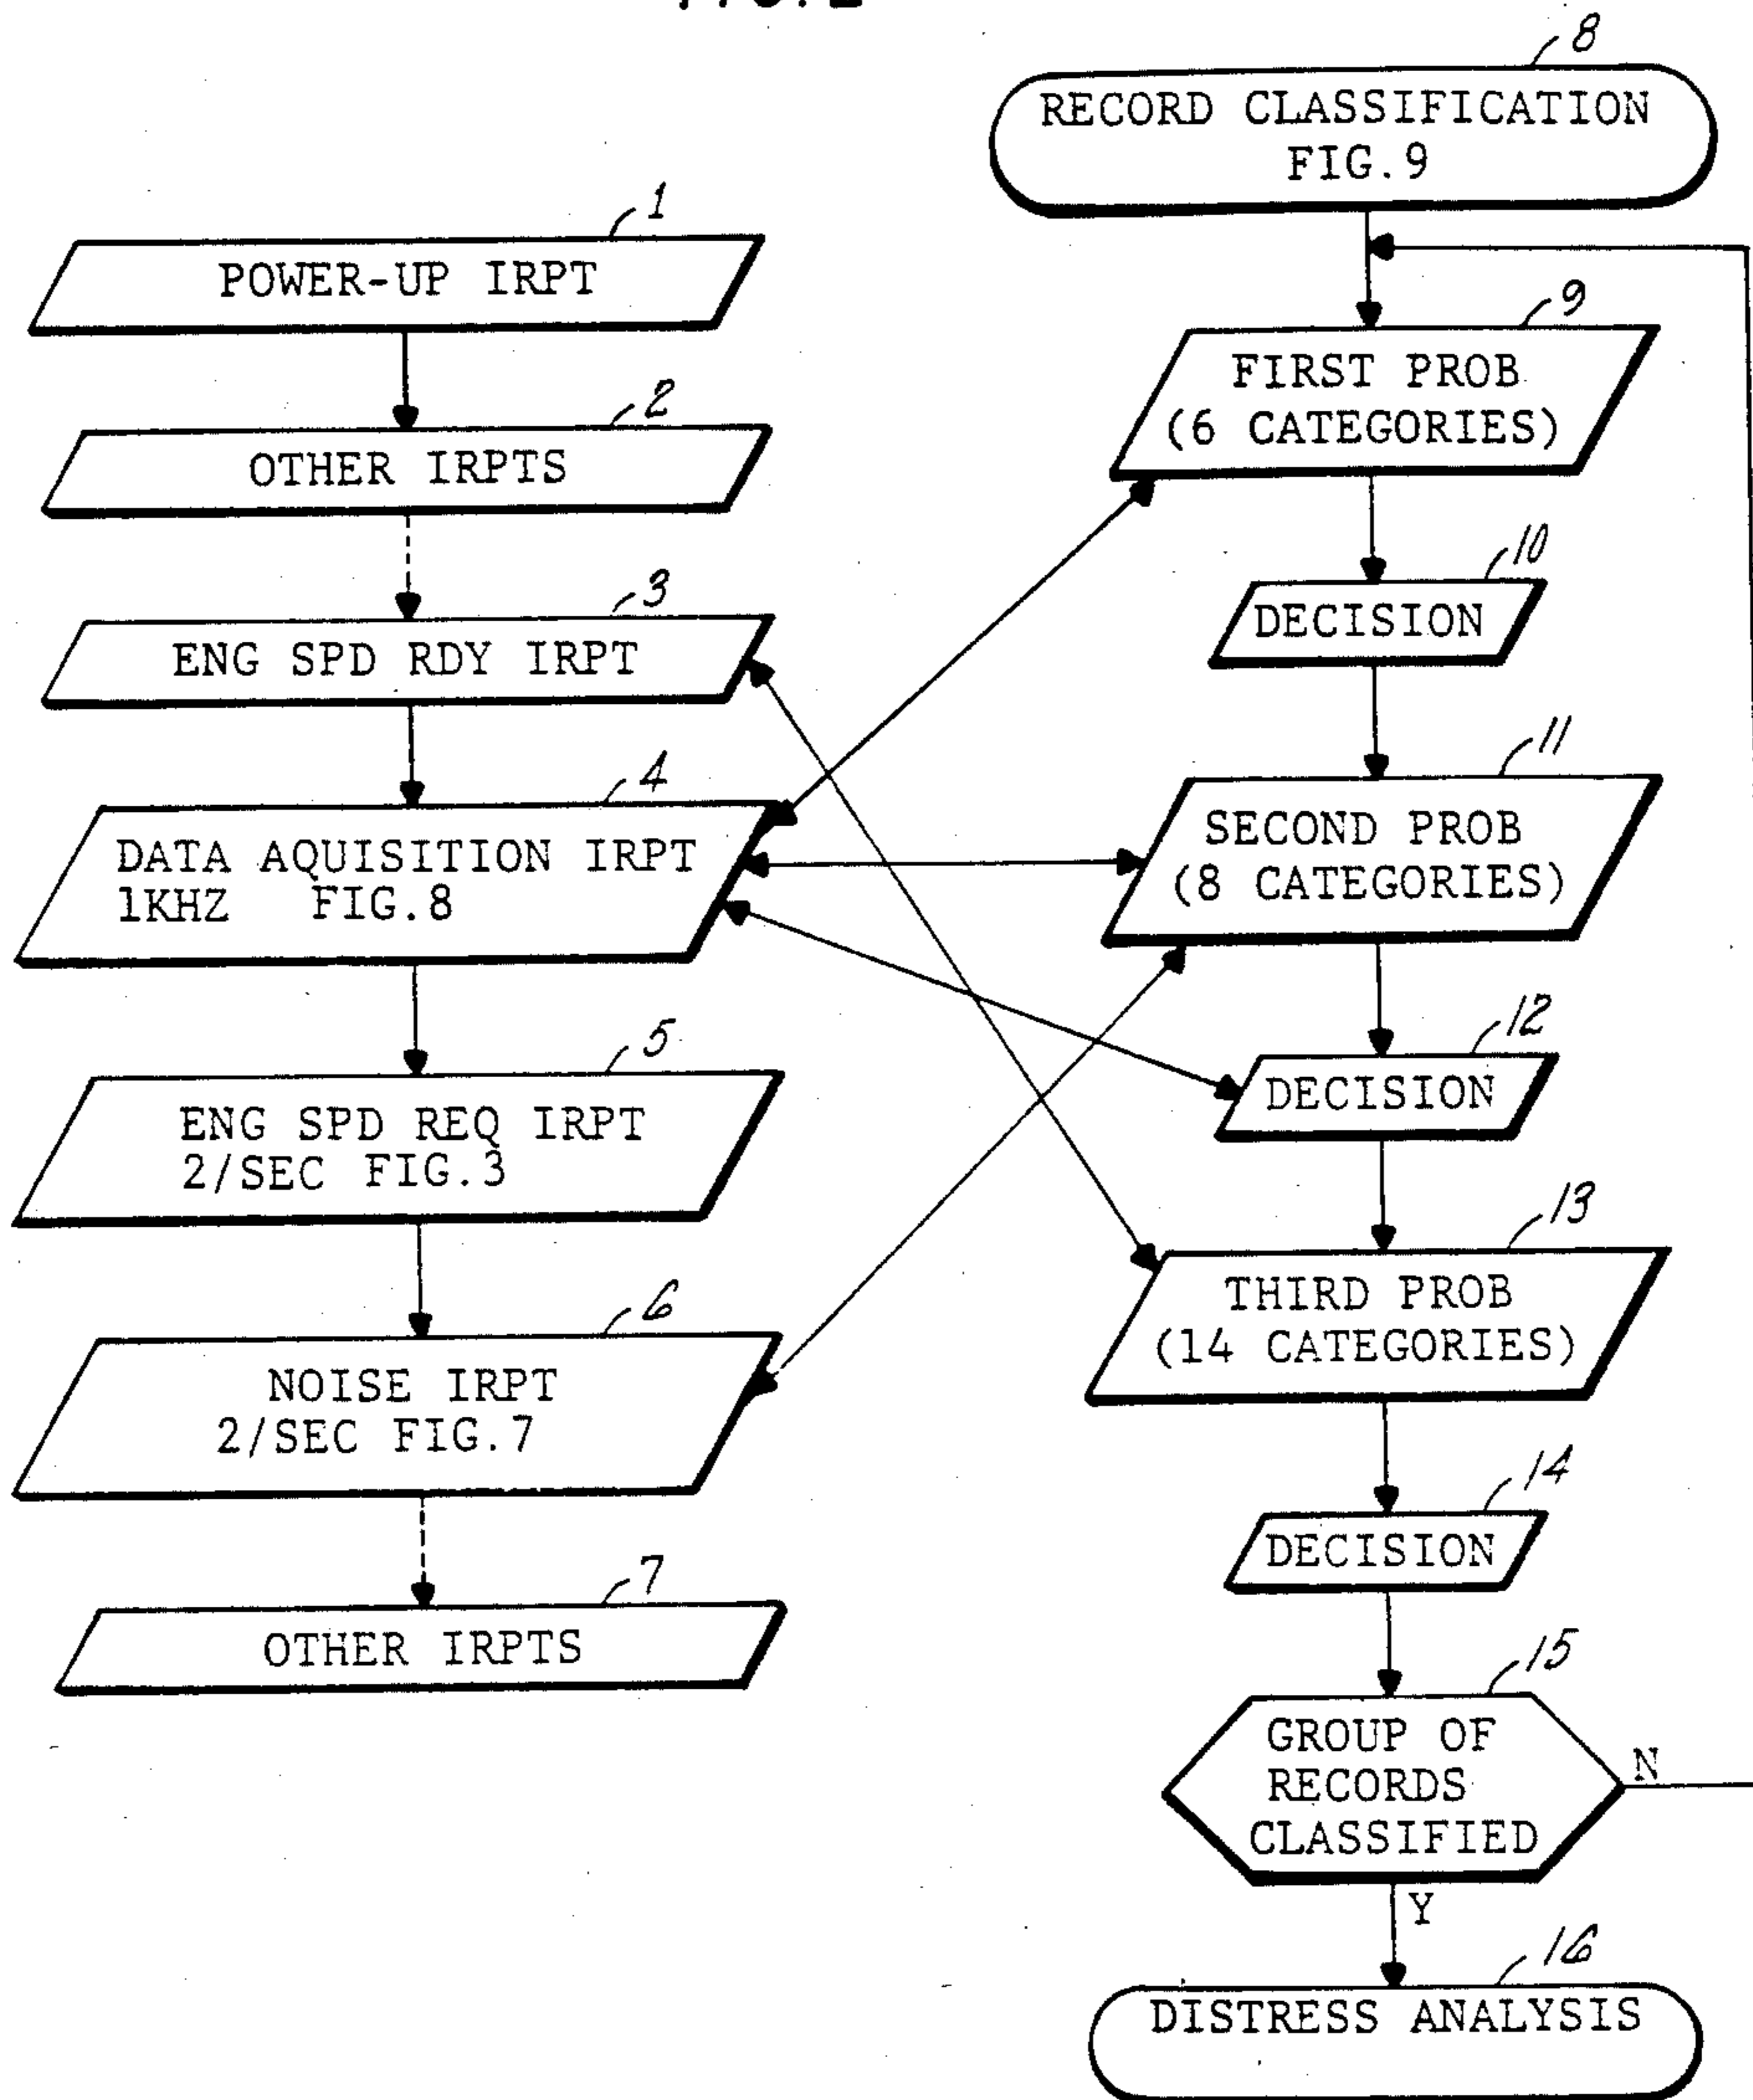 8
RECORD CLASSIFICATION
FIG.9
1
POWER-UP IRPT
2
OTHER IRPTS
3
ENG SPD RDY IRPT
4
DATA AQUISITION IRPT
1KHZ FIG.8
5
ENG SPD REQ IRPT
2/SEC FIG.3
6
NOISE IRPT
2/SEC FIG.7
7
OTHER IRPTS
9
FIRST PROB
(6 CATEGORIES)
10
DECISION
11
SECOND PROB
(8 CATEGORIES)
12
DECISION
13
THIRD PROB
(14 CATEGORIES)
14
DECISION
15
GROUP OF
RECORDS
CLASSIFIED
N
Y
16
DISTRESS ANALYSIS